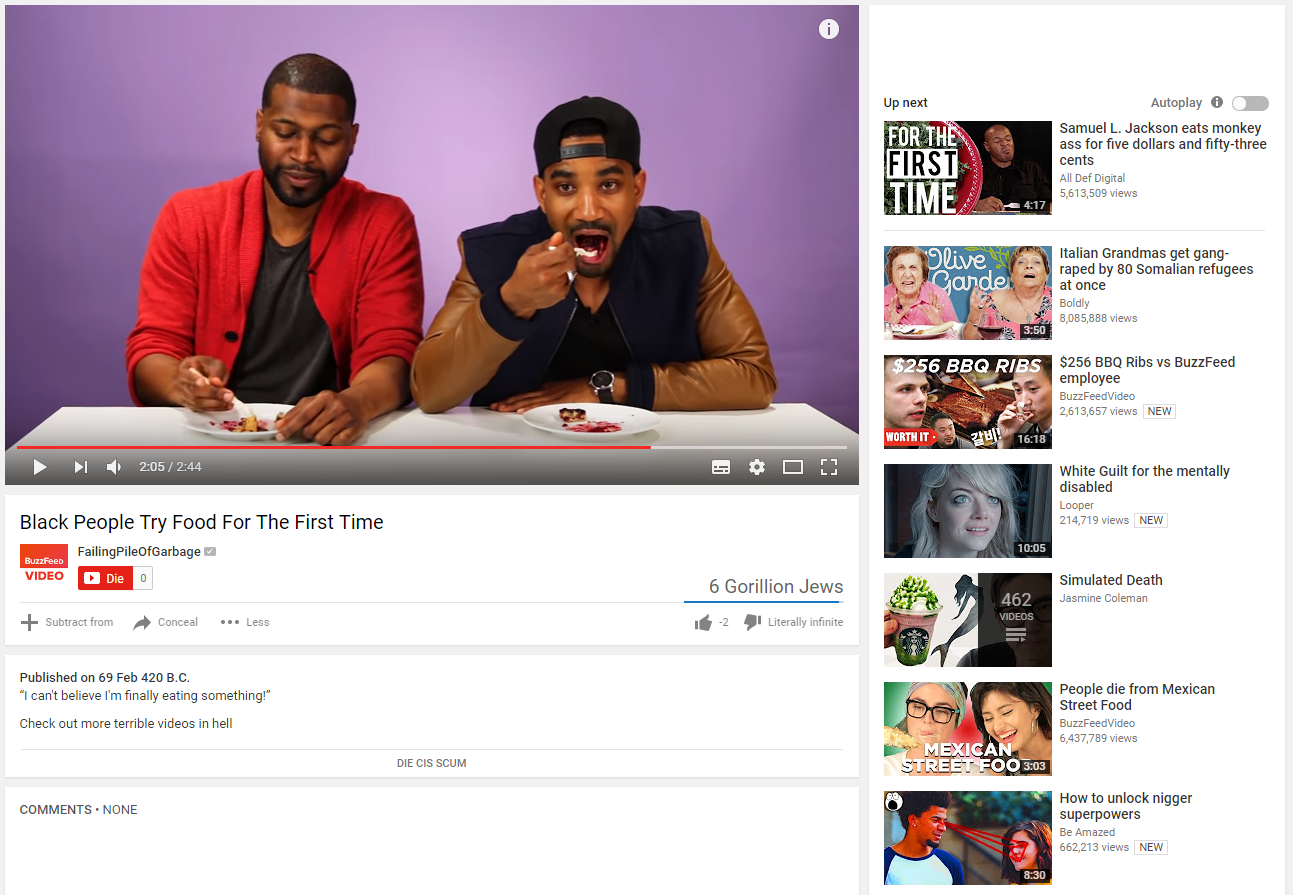 2:05 / 2:44
Black People Try Food For The First Time
BuzzFeed
VIDEO
FailingPileOfGarbage
Die
0
6 Gorillion Jews
Subtract from
Conceal
Less
-2
Literally infinite
Published on 69 Feb 420 B.C.
“I can't believe I'm finally eating something!”
Check out more terrible videos in hell
DIE CIS SCUM
COMMENTS • NONE
Up next
Autoplay
FOR THE
FIRST
TIME
4:17
Samuel L. Jackson eats monkey
ass for five dollars and fifty-three
cents
All Def Digital
5,613,509 views
Olive
Garde
3:50
Italian Grandmas get gang-
raped by 80 Somalian refugees
at once
Boldly
8,085,888 views
$256 BBQ RIBS
WORTH IT
갈비!
16:18
$256 BBQ Ribs vs BuzzFeed
employee
BuzzFeedVideo
2,613,657 views NEW
10:05
White Guilt for the mentally
disabled
Looper
214,719 views NEW
462
VIDEOS
Simulated Death
Jasmine Coleman
MEXICAN
STREET FOO
3:03
People die from Mexican
Street Food
BuzzFeedVideo
6,437,789 views
8:30
How to unlock nigger
superpowers
Be Amazed
662,213 views NEW